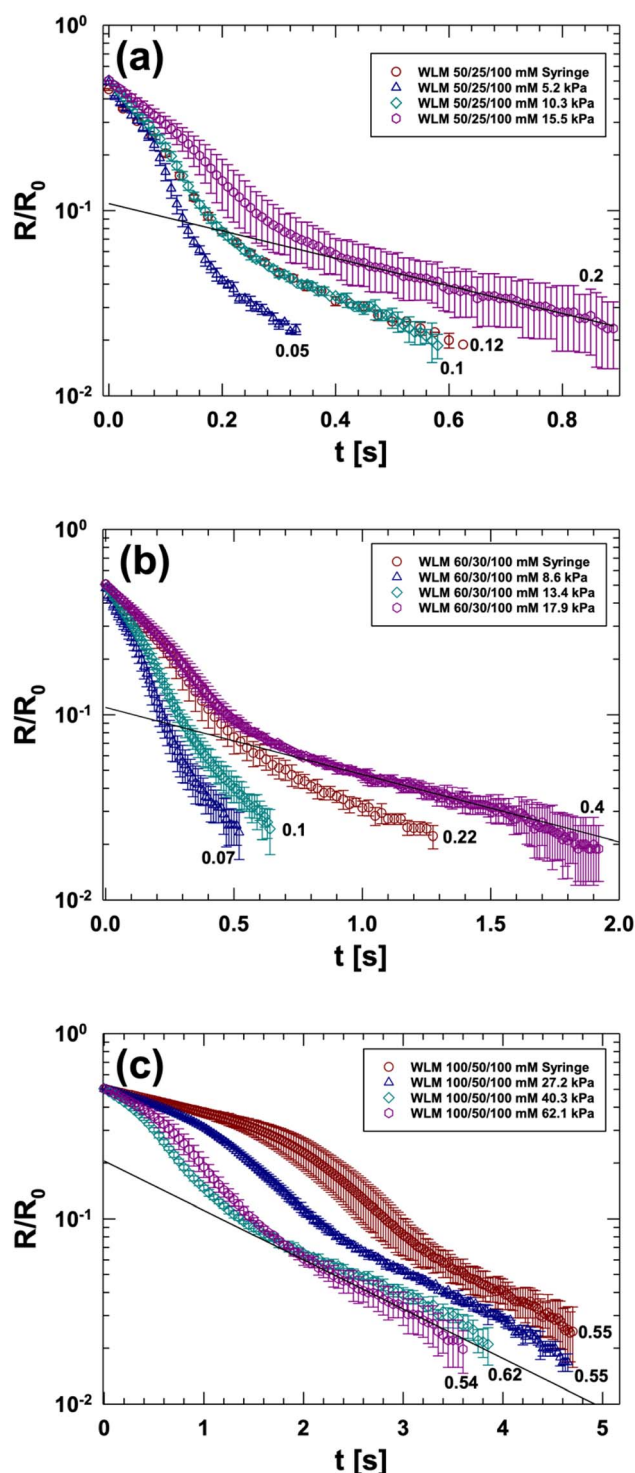 (a)
WLM 50/25/100 mM Syringe
WLM 50/25/100 mM 5.2 kPa
WLM 50/25/100 mM 10.3 kPa
WLM 50/25/100 mM 15.5 kPa
10⁰
10⁻¹
10⁻²
R/R₀
0.2
0.12
0.1
0.05
0.0 0.2 0.4 0.6 0.8
t [s]
(b)
WLM 60/30/100 mM Syringe
WLM 60/30/100 mM 8.6 kPa
WLM 60/30/100 mM 13.4 kPa
WLM 60/30/100 mM 17.9 kPa
10⁰
10⁻¹
10⁻²
R/R₀
0.4
0.22
0.1
0.07
0.0 0.5 1.0 1.5 2.0
t [s]
(c)
WLM 100/50/100 mM Syringe
WLM 100/50/100 mM 27.2 kPa
WLM 100/50/100 mM 40.3 kPa
WLM 100/50/100 mM 62.1 kPa
10⁰
10⁻¹
10⁻²
R/R₀
0.55
0.55
0.62
0.54
0 1 2 3 4 5
t [s]